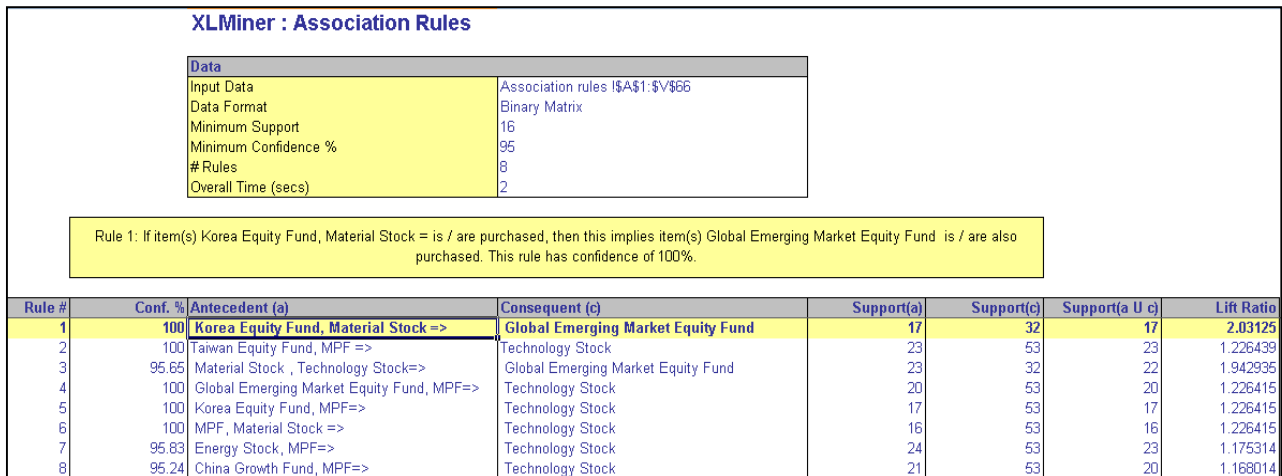 XLMiner : Association Rules
Data
Input Data Association rules !$A$1:$V$66
Data Format Binary Matrix
Minimum Support 16
Minimum Confidence % 95
# Rules 8
Overall Time (secs) 2
Rule 1: If item(s) Korea Equity Fund, Material Stock = is / are purchased, then this implies item(s) Global Emerging Market Equity Fund is / are also
purchased. This rule has confidence of 100%.
Rule # Conf. % Antecedent (a) Consequent (c) Support(a) Support(c) Support(a U c) Lift Ratio
1 100 Korea Equity Fund, Material Stock => Global Emerging Market Equity Fund 17 32 17 2.03125
2 100 Taiwan Equity Fund, MPF => Technology Stock 23 53 23 1.226439
3 95.65 Material Stock , Technology Stock=> Global Emerging Market Equity Fund 23 32 22 1.942935
4 100 Global Emerging Market Equity Fund, MPF=> Technology Stock 20 53 20 1.226415
5 100 Korea Equity Fund, MPF=> Technology Stock 17 53 17 1.226415
6 100 MPF, Material Stock => Technology Stock 16 53 16 1.226415
7 95.83 Energy Stock, MPF=> Technology Stock 24 53 23 1.175314
8 95.24 China Growth Fund, MPF=> Technology Stock 21 53 20 1.168014